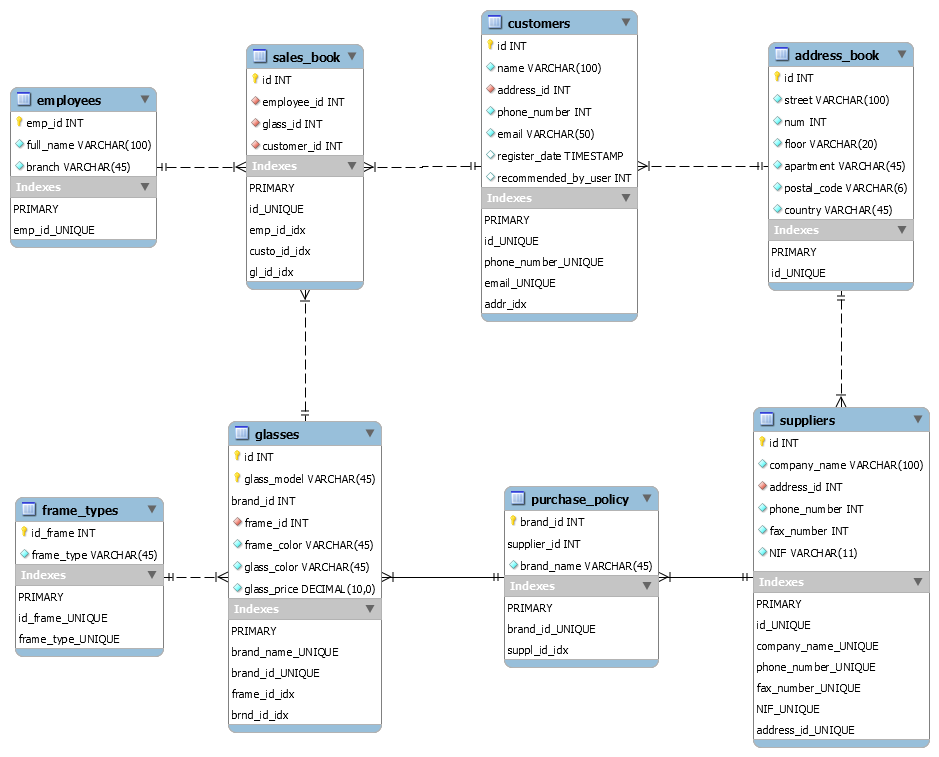 employees
emp_id INT
full_name VARCHAR(100)
branch VARCHAR(45)
Indexes
PRIMARY
emp_id_UNIQUE
sales_book
id INT
employee_id INT
glass_id INT
customer_id INT
Indexes
PRIMARY
id_UNIQUE
emp_id_idx
custo_id_idx
gl_id_idx
customers
id INT
name VARCHAR(100)
address_id INT
phone_number INT
email VARCHAR(50)
register_date TIMESTAMP
recommended_by_user INT
Indexes
PRIMARY
id_UNIQUE
phone_number_UNIQUE
email_UNIQUE
addr_idx
address_book
id INT
street VARCHAR(100)
num INT
floor VARCHAR(20)
apartment VARCHAR(45)
postal_code VARCHAR(6)
country VARCHAR(45)
Indexes
PRIMARY
id_UNIQUE
frame_types
id_frame INT
frame_type VARCHAR(45)
Indexes
PRIMARY
id_frame_UNIQUE
frame_type_UNIQUE
glasses
id INT
glass_model VARCHAR(45)
brand_id INT
frame_id INT
frame_color VARCHAR(45)
glass_color VARCHAR(45)
glass_price DECIMAL(10,0)
Indexes
PRIMARY
brand_name_UNIQUE
brand_id_UNIQUE
frame_id_idx
brnd_id_idx
purchase_policy
brand_id INT
supplier_id INT
brand_name VARCHAR(45)
Indexes
PRIMARY
brand_id_UNIQUE
suppl_id_idx
suppliers
id INT
company_name VARCHAR(100)
address_id INT
phone_number INT
fax_number INT
NIF VARCHAR(11)
Indexes
PRIMARY
id_UNIQUE
company_name_UNIQUE
phone_number_UNIQUE
fax_number_UNIQUE
NIF_UNIQUE
address_id_UNIQUE